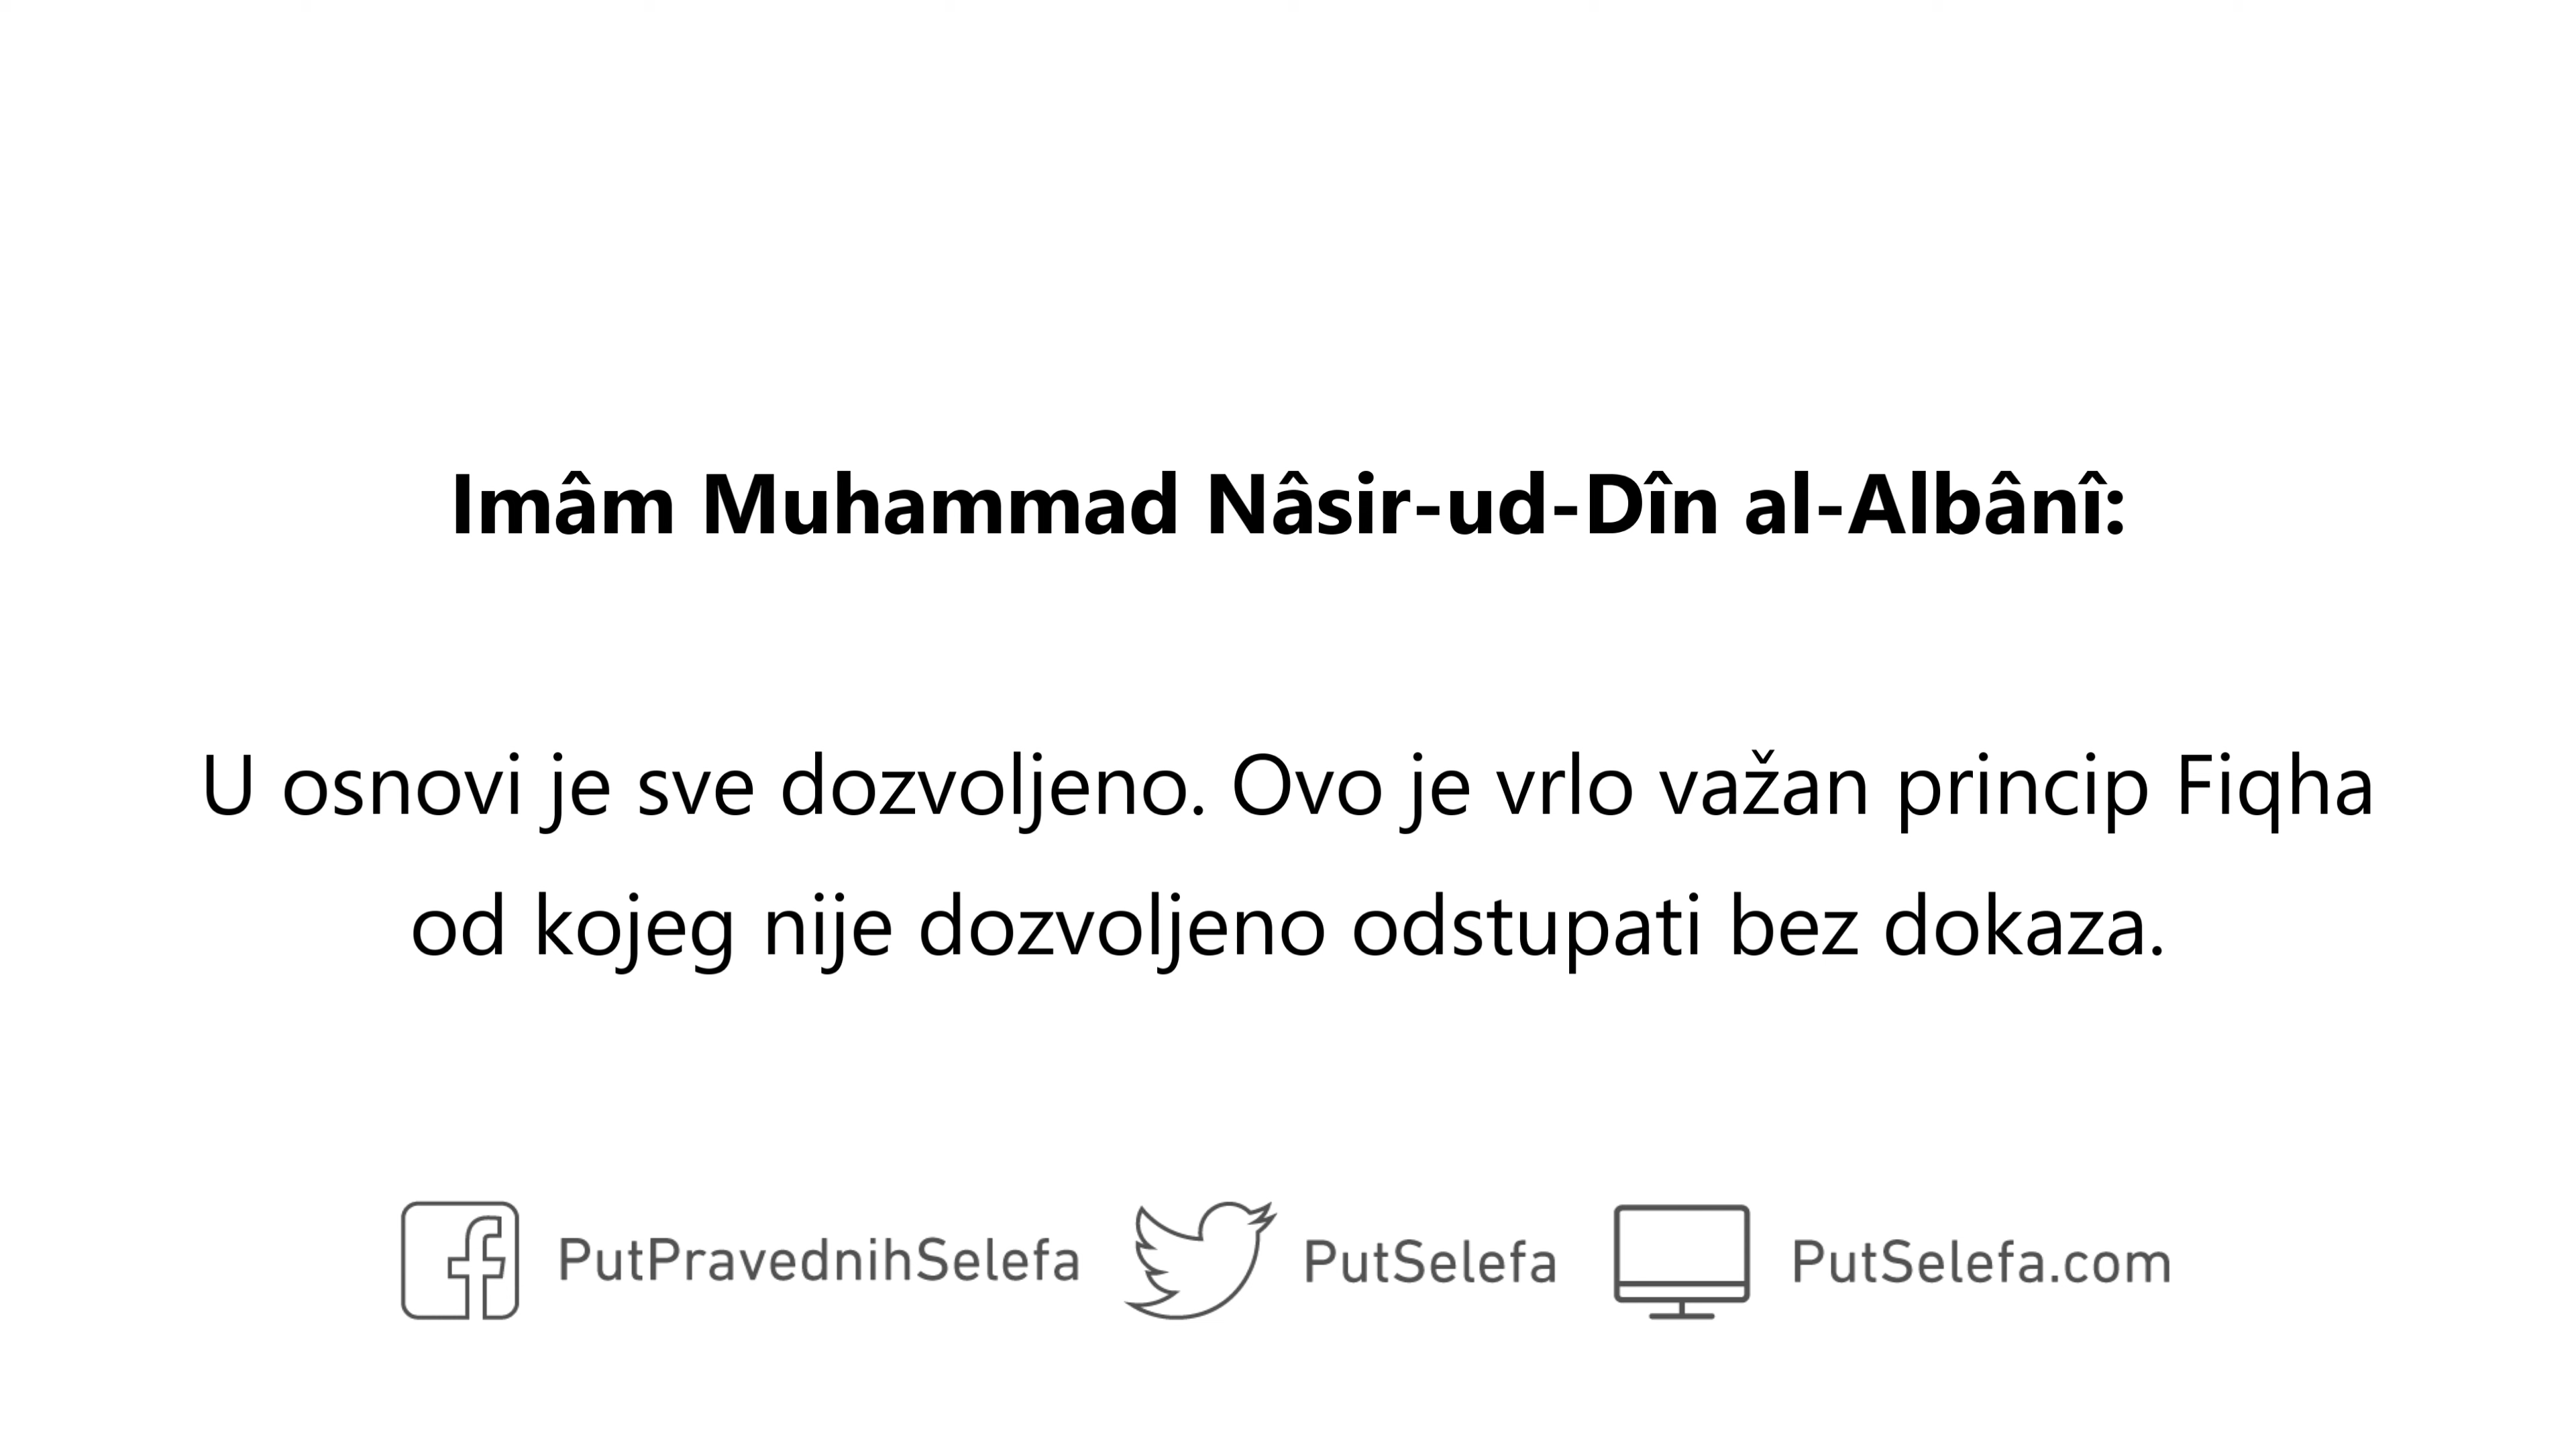 Imâm Muhammad Nâsir-ud-Dîn al-Albânî:
U osnovi je sve dozvoljeno. Ovo je vrlo važan princip Fiqha
od kojeg nije dozvoljeno odstupati bez dokaza.
PutPravednihSelefa PutSelefa PutSelefa.com